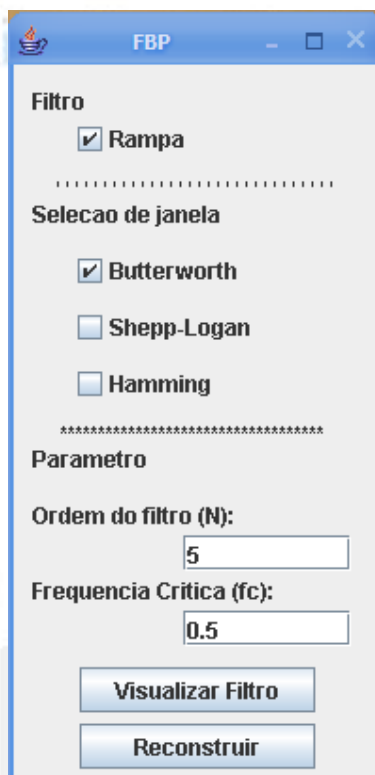 FBP
Filtro
Rampa
Selecao de janela
Butterworth
Shepp-Logan
Hamming
***********************************
Parametro
Ordem do filtro (N):
5
Frequencia Critica (fc):
0.5
Visualizar Filtro
Reconstruir